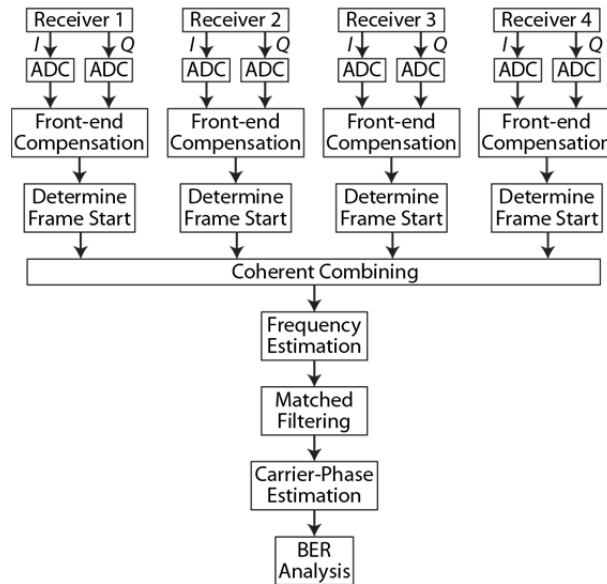 Receiver 1 Receiver 2 Receiver 3 Receiver 4
I Q I Q I Q I Q
ADC ADC ADC ADC ADC ADC ADC ADC
Front-end Front-end Front-end Front-end
Compensation Compensation Compensation Compensation
Determine Determine Determine Determine
Frame Start Frame Start Frame Start Frame Start
Coherent Combining
Frequency
Estimation
Matched
Filtering
Carrier-Phase
Estimation
BER
Analysis